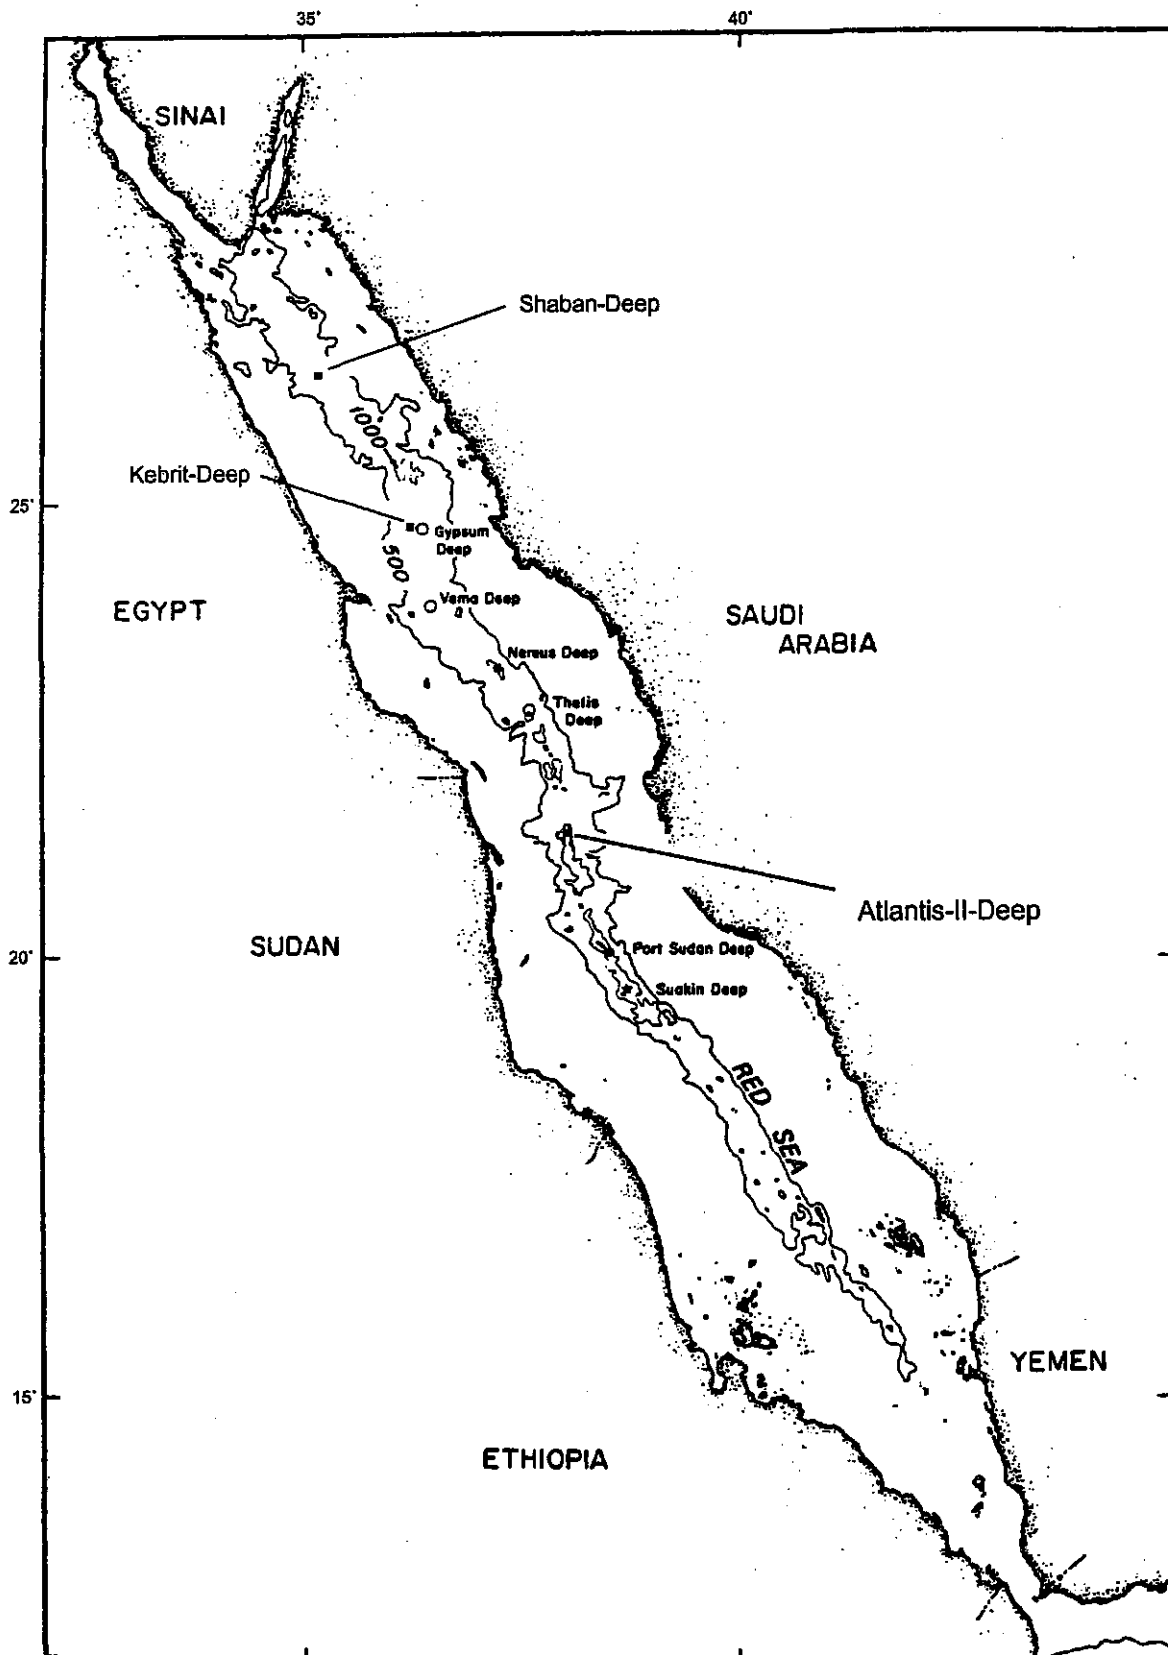 35°
40°
SINAI
Shaban-Deep
1000
Kebrit-Deep
25°
Gypsum
Deep
500
Vema Deep
EGYPT
SAUDI
ARABIA
Nereus Deep
Thetis
Deep
Atlantis-II-Deep
SUDAN
Port Sudan Deep
20°
Suakin Deep
RED
SEA
YEMEN
15°
ETHIOPIA